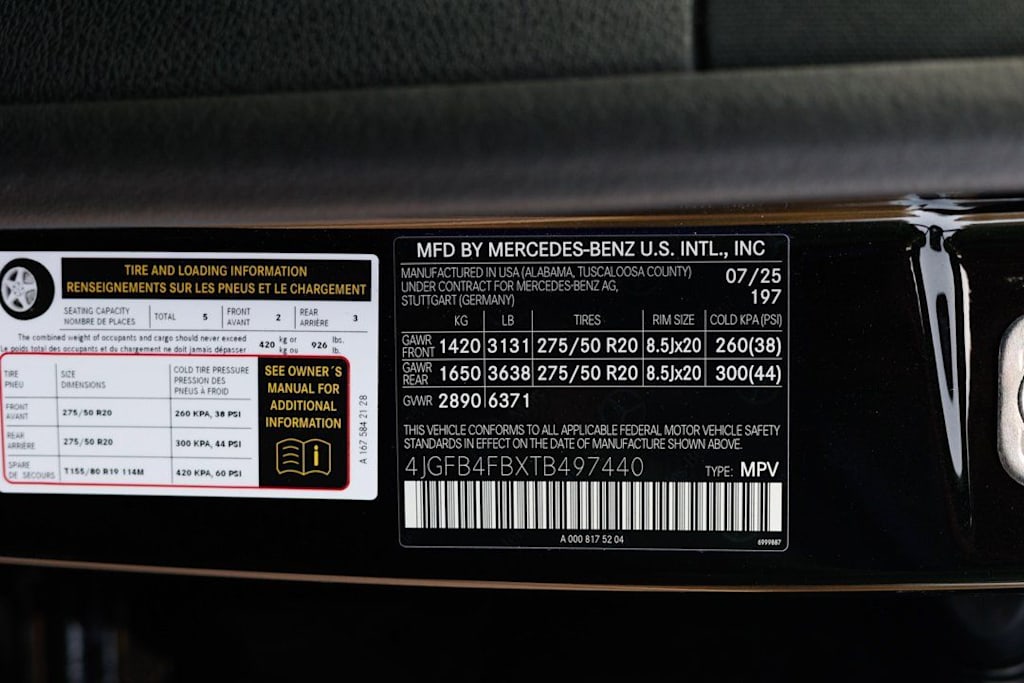 TIRE AND LOADING INFORMATION
RENSEIGNEMENTS SUR LES PNEUS ET LE CHARGEMENT
SEATING CAPACITY
NOMBRE DE PLACES
TOTAL 5
FRONT
AVANT
2
REAR
ARRIÈRE
3
The combined weight of occupants and cargo should never exceed
Le poids total des occupants et du chargement ne doit jamais dépasser
420 kg or
kg ou
926 lbs.
lb.
TIRE
PNEU
SIZE
DIMENSIONS
COLD TIRE PRESSURE
PRESSION DES
PNEUS À FROID
FRONT
AVANT
275/50 R20
260 KPA, 38 PSI
REAR
ARRIÈRE
275/50 R20
300 KPA, 44 PSI
SPARE
DE SECOURS
T155/80 R19 114M
420 KPA, 60 PSI
SEE OWNER´S
MANUAL FOR
ADDITIONAL
INFORMATION
A 167 584 21 28
MFD BY MERCEDES-BENZ U.S. INTL., INC
MANUFACTURED IN USA (ALABAMA, TUSCALOOSA COUNTY)
UNDER CONTRACT FOR MERCEDES-BENZ AG,
STUTTGART (GERMANY)
07/25
197
KG LB TIRES RIM SIZE COLD KPA (PSI)
GAWR
FRONT
1420 3131 275/50 R20 8.5Jx20 260(38)
GAWR
REAR
1650 3638 275/50 R20 8.5Jx20 300(44)
GVWR 2890 6371
THIS VEHICLE CONFORMS TO ALL APPLICABLE FEDERAL MOTOR VEHICLE SAFETY
STANDARDS IN EFFECT ON THE DATE OF MANUFACTURE SHOWN ABOVE.
4JGFB4FBXTB497440 TYPE: MPV
A 000 817 52 04
6999887